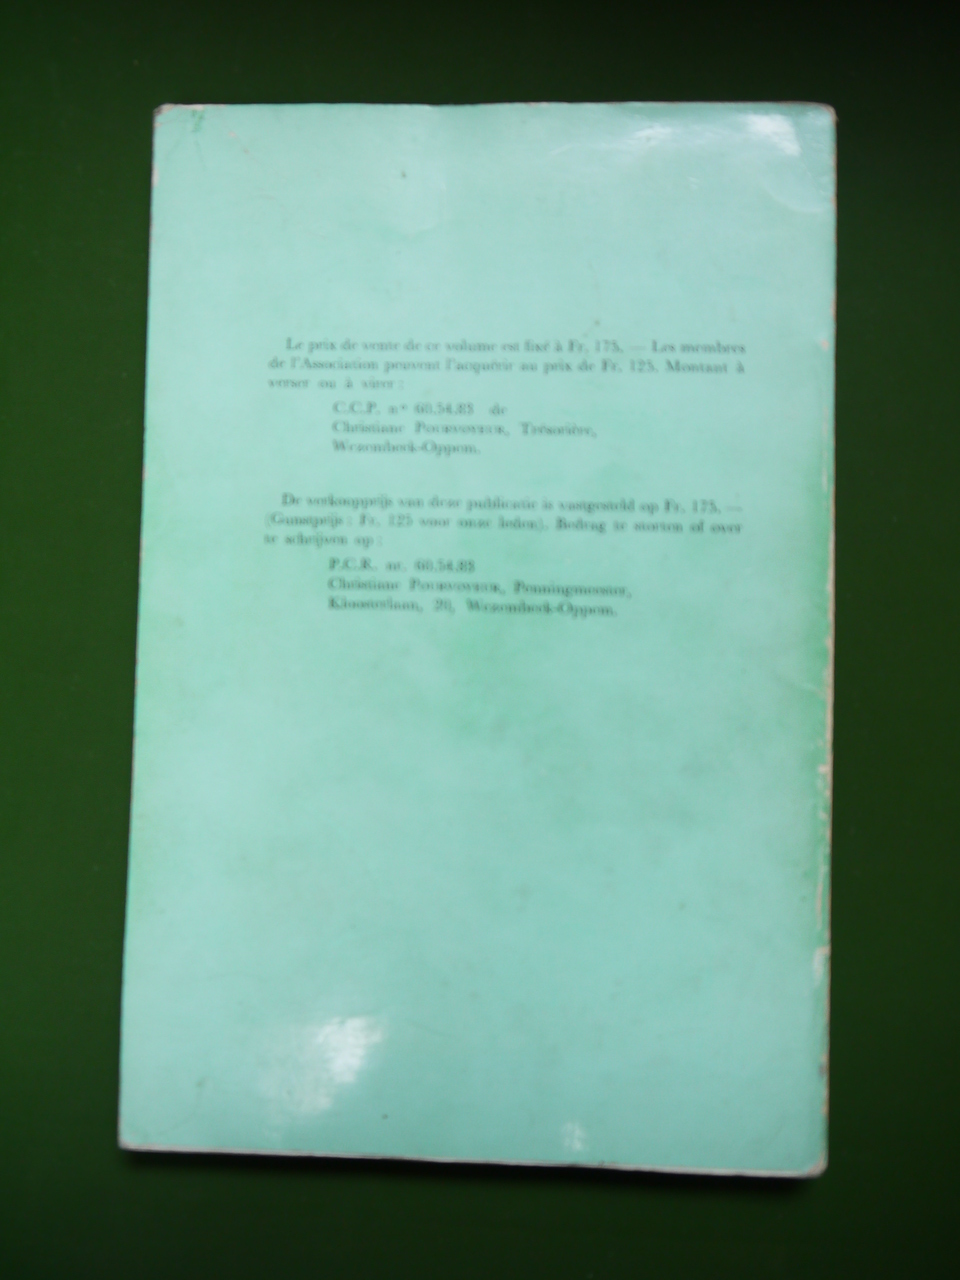 Le prix de vente de ce volume est fixé à Fr. 175. — Les membres
de l'Association peuvent l'acquérir au prix de Fr. 125. Montant à
verser ou à virer :
C.C.P. n° 60.54.85 de
Christiane POURVOYEUR, Trésorière,
Wezembeek-Oppem.
De verkoopprijs van deze publicatie is vastgesteld op Fr. 175. —
(Gunstprijs : Fr. 125 voor onze leden). Bedrag te storten of over
te schrijven op :
P.C.R. nr. 60.54.85
Christiane POURVOYEUR, Penningmeester,
20, Wezembeek-Oppem.